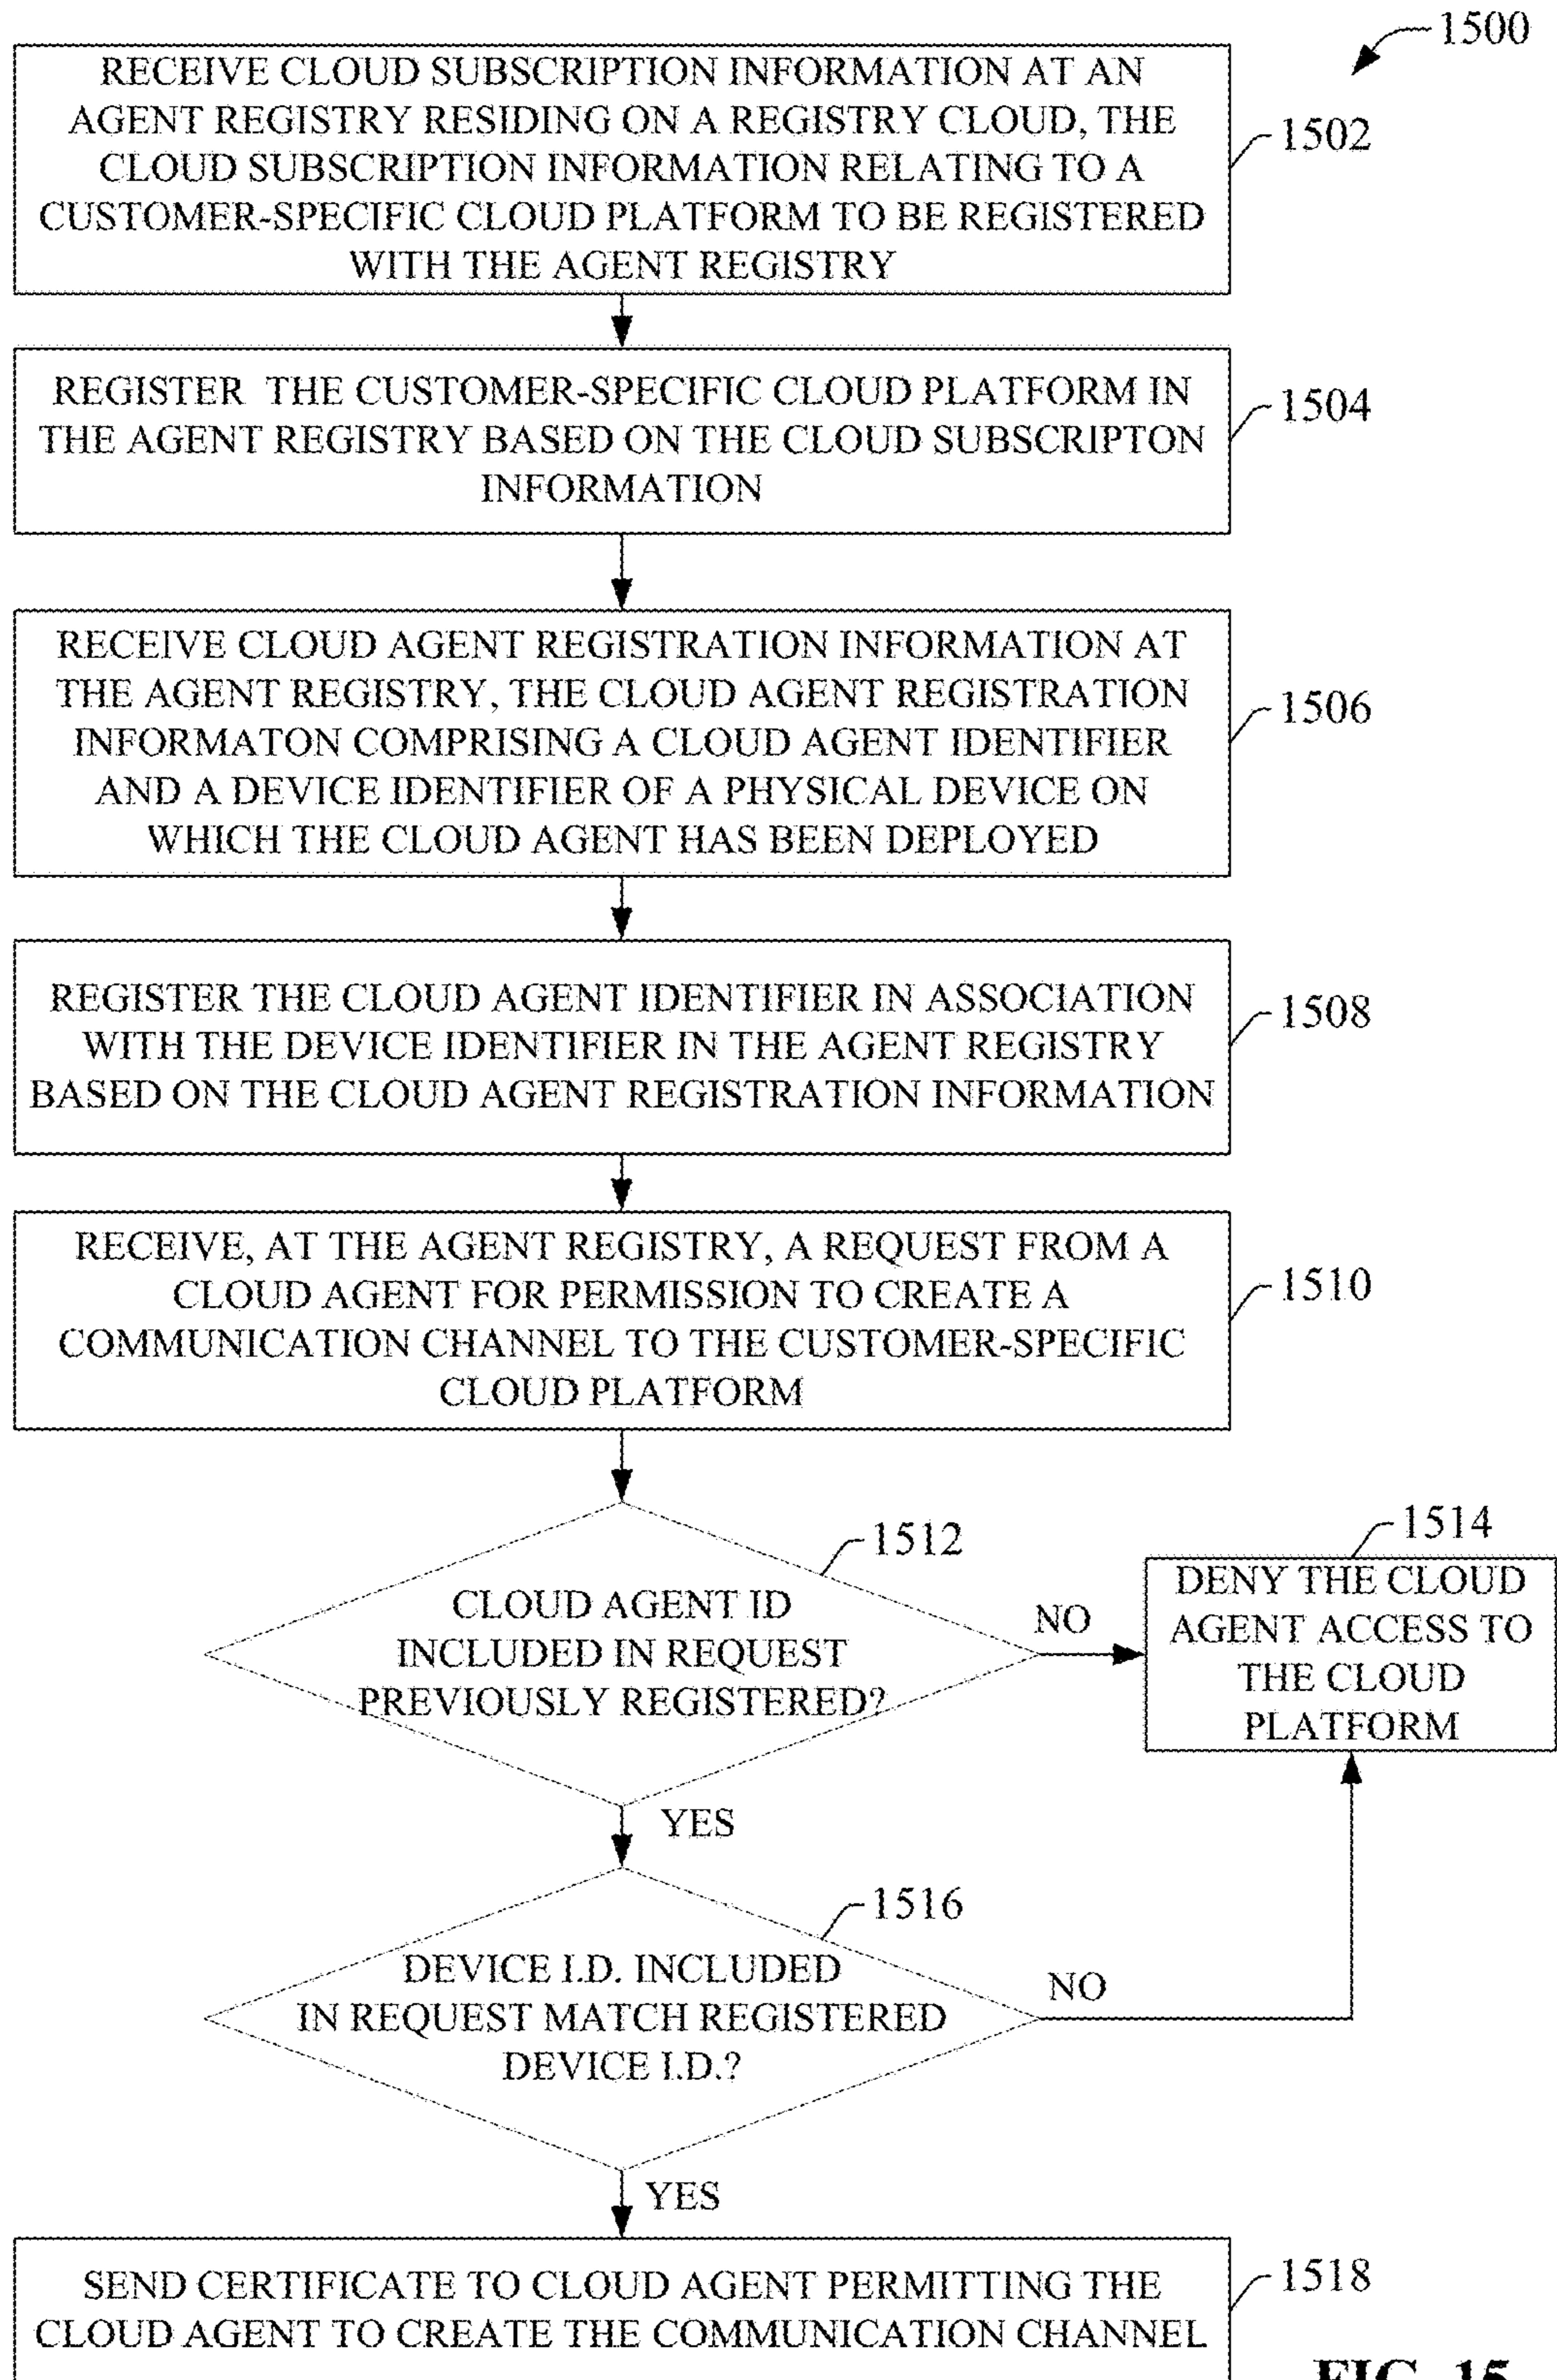 1500
RECEIVE CLOUD SUBSCRIPTION INFORMATION AT AN
AGENT REGISTRY RESIDING ON A REGISTRY CLOUD, THE
CLOUD SUBSCRIPTION INFORMATION RELATING TO A
CUSTOMER-SPECIFIC CLOUD PLATFORM TO BE REGISTERED
WITH THE AGENT REGISTRY
1502
REGISTER THE CUSTOMER-SPECIFIC CLOUD PLATFORM IN
THE AGENT REGISTRY BASED ON THE CLOUD SUBSCRIPTON
INFORMATION
1504
RECEIVE CLOUD AGENT REGISTRATION INFORMATION AT
THE AGENT REGISTRY, THE CLOUD AGENT REGISTRATION
INFORMATON COMPRISING A CLOUD AGENT IDENTIFIER
AND A DEVICE IDENTIFIER OF A PHYSICAL DEVICE ON
WHICH THE CLOUD AGENT HAS BEEN DEPLOYED
1506
REGISTER THE CLOUD AGENT IDENTIFIER IN ASSOCIATION
WITH THE DEVICE IDENTIFIER IN THE AGENT REGISTRY
BASED ON THE CLOUD AGENT REGISTRATION INFORMATION
1508
RECEIVE, AT THE AGENT REGISTRY, A REQUEST FROM A
CLOUD AGENT FOR PERMISSION TO CREATE A
COMMUNICATION CHANNEL TO THE CUSTOMER-SPECIFIC
CLOUD PLATFORM
1510
CLOUD AGENT ID
INCLUDED IN REQUEST
PREVIOUSLY REGISTERED?
1512
NO
1514
DENY THE CLOUD
AGENT ACCESS TO
THE CLOUD
PLATFORM
YES
DEVICE I.D. INCLUDED
IN REQUEST MATCH REGISTERED
DEVICE I.D.?
1516
NO
YES
SEND CERTIFICATE TO CLOUD AGENT PERMITTING THE
CLOUD AGENT TO CREATE THE COMMUNICATION CHANNEL
1518
FIG. 15